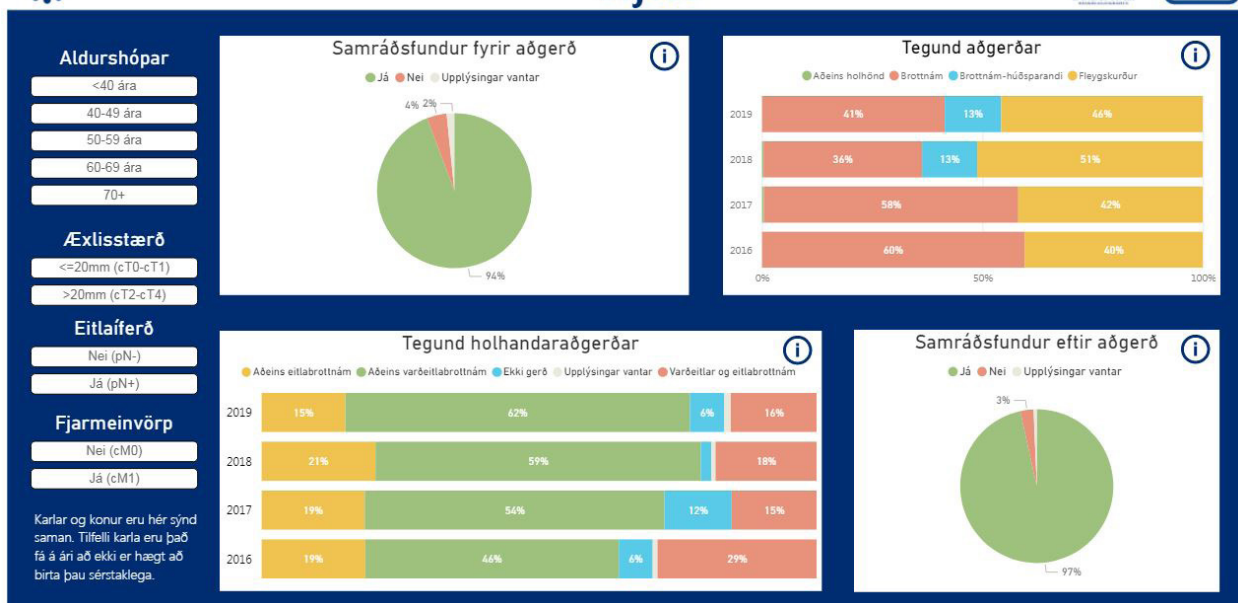 Aldurshópar
<40 ára
40-49 ára
50-59 ára
60-69 ára
70+
Æxlisstærð
<=20mm (cT0-cT1)
>20mm (cT2-cT4)
Eitlaíferð
Nei (pN-)
Já (pN+)
Fjarmeinvörp
Nei (cM0)
Já (cM1)
Karlar og konur eru hér sýnd
saman. Tilfelli karla eru það
fá á ári að ekki er hægt að
birta þau sérstaklega.
Samráðsfundur fyrir aðgerð
i
Já Nei Upplýsingar vantar
4% 2%
94%
Tegund aðgerðar
i
Aðeins holhönd Brottnám Brottnám-húðsparandi Fleygskurður
2019 41% 13% 46%
2018 36% 13% 51%
2017 58% 42%
2016 60% 40%
0% 50% 100%
Tegund holhandaraðgerðar
i
Aðeins eitlabrottnám Aðeins varðeitlabrottnám Ekki gerð Upplýsingar vantar Varðeitlar og eitlabrottnám
2019 15% 62% 6% 16%
2018 21% 59% 18%
2017 19% 54% 12% 15%
2016 19% 46% 6% 29%
Samráðsfundur eftir aðgerð
i
Já Nei Upplýsingar vantar
3%
97%